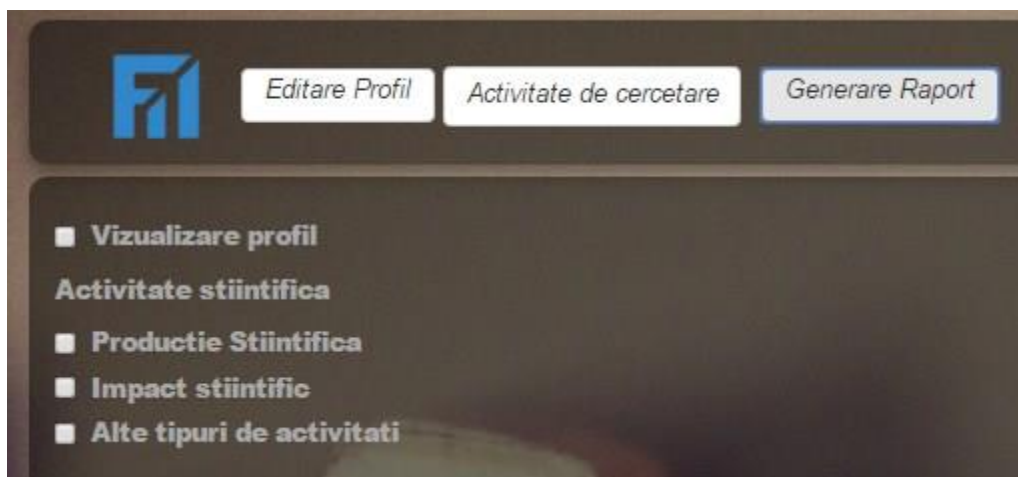 Editare Profil Activitate de cercetare Generare Raport
Vizualizare profil
Activitate stiintifica
Productie Stiintifica
Impact stiintific
Alte tipuri de activitati